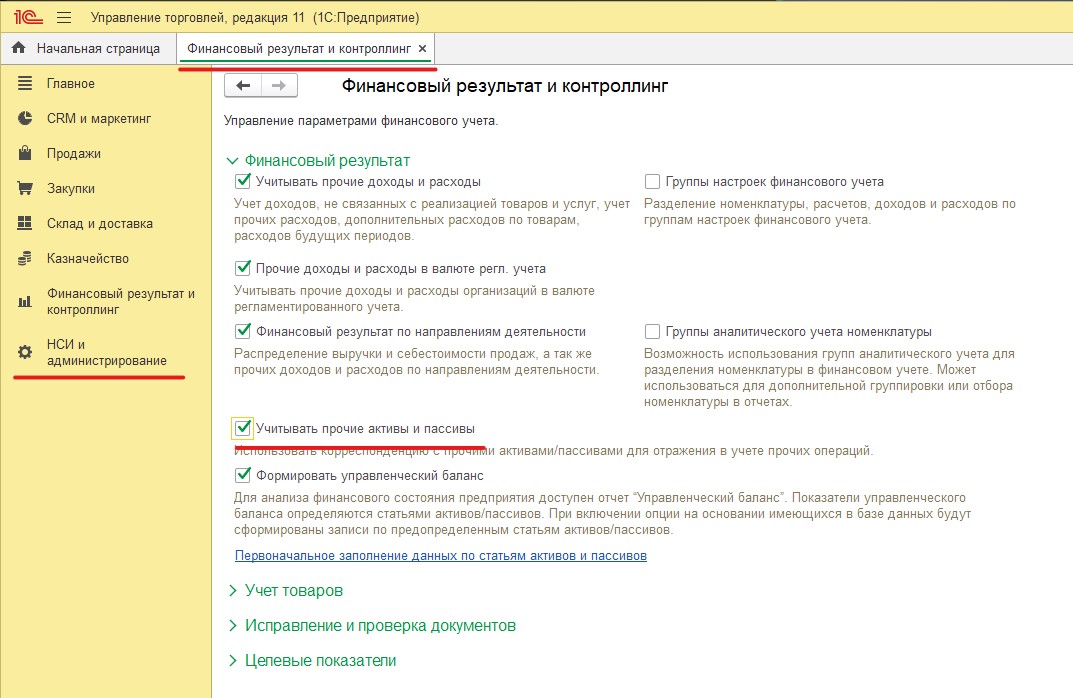 1С Управление торговлей, редакция 11 (1С:Предприятие)
Начальная страница
Финансовый результат и контроллинг ×
Главное
CRM и маркетинг
Продажи
Закупки
Склад и доставка
Казначейство
Финансовый результат и
контроллинг
НСИ и
администрирование
Финансовый результат и контроллинг
Управление параметрами финансового учета.
Финансовый результат
Учитывать прочие доходы и расходы
Учет доходов, не связанных с реализацией товаров и услуг, учет
прочих расходов, дополнительных расходов по товарам,
расходов будущих периодов.
Группы настроек финансового учета
Разделение номенклатуры, расчетов, доходов и расходов по
группам настроек финансового учета.
Прочие доходы и расходы в валюте регл. учета
Учитывать прочие доходы и расходы организаций в валюте
регламентированного учета.
Финансовый результат по направлениям деятельности
Распределение выручки и себестоимости продаж, а так же
прочих доходов и расходов по направлениям деятельности.
Группы аналитического учета номенклатуры
Возможность использования групп аналитического учета для
разделения номенклатуры в финансовом учете. Может
использоваться для дополнительной группировки или отбора
номенклатуры в отчетах.
Учитывать прочие активы и пассивы
Использовать корреспонденцию с прочими активами/пассивами для отражения в учете прочих операций.
Формировать управленческий баланс
Для анализа финансового состояния предприятия доступен отчет “Управленческий баланс”. Показатели управленческого
баланса определяются статьями активов/пассивов. При включении опции на основании имеющихся в базе данных будут
сформированы записи по предопределенным статьям активов/пассивов.
Первоначальное заполнение данных по статьям активов и пассивов
Учет товаров
Исправление и проверка документов
Целевые показатели